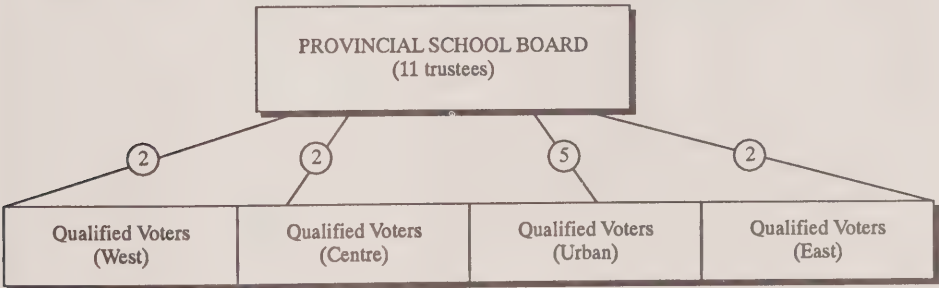 PROVINCIAL SCHOOL BOARD
(11 trustees)
2
2
5
2
Qualified Voters
(West)
Qualified Voters
(Centre)
Qualified Voters
(Urban)
Qualified Voters
(East)